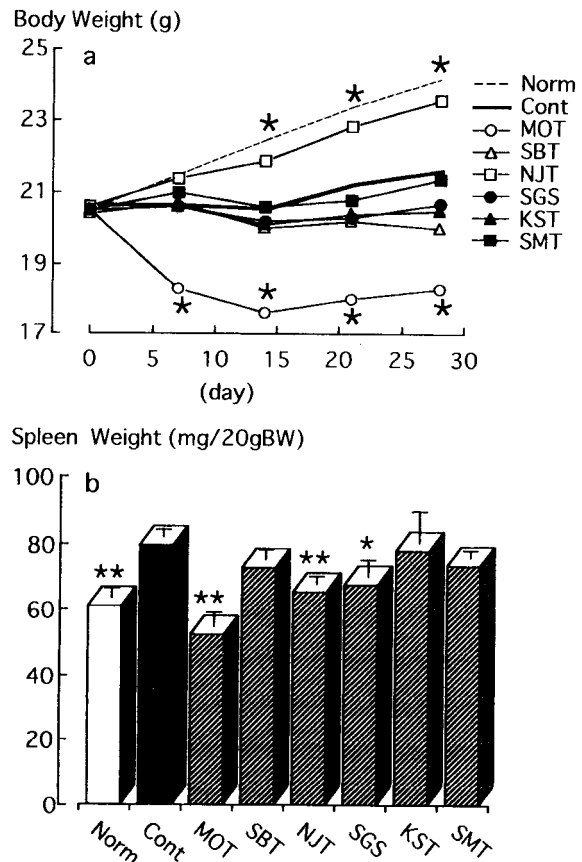 Body Weight (g)
a
25
23
21
19
17
0 5 10 15 20 25 30
(day)
Norm
Cont
MOT
SBT
NJT
SGS
KST
SMT
Spleen Weight (mg/20gBW)
b
100
80
60
40
20
0
** ** ** *
Norm Cont MOT SBT NJT SGS KST SMT